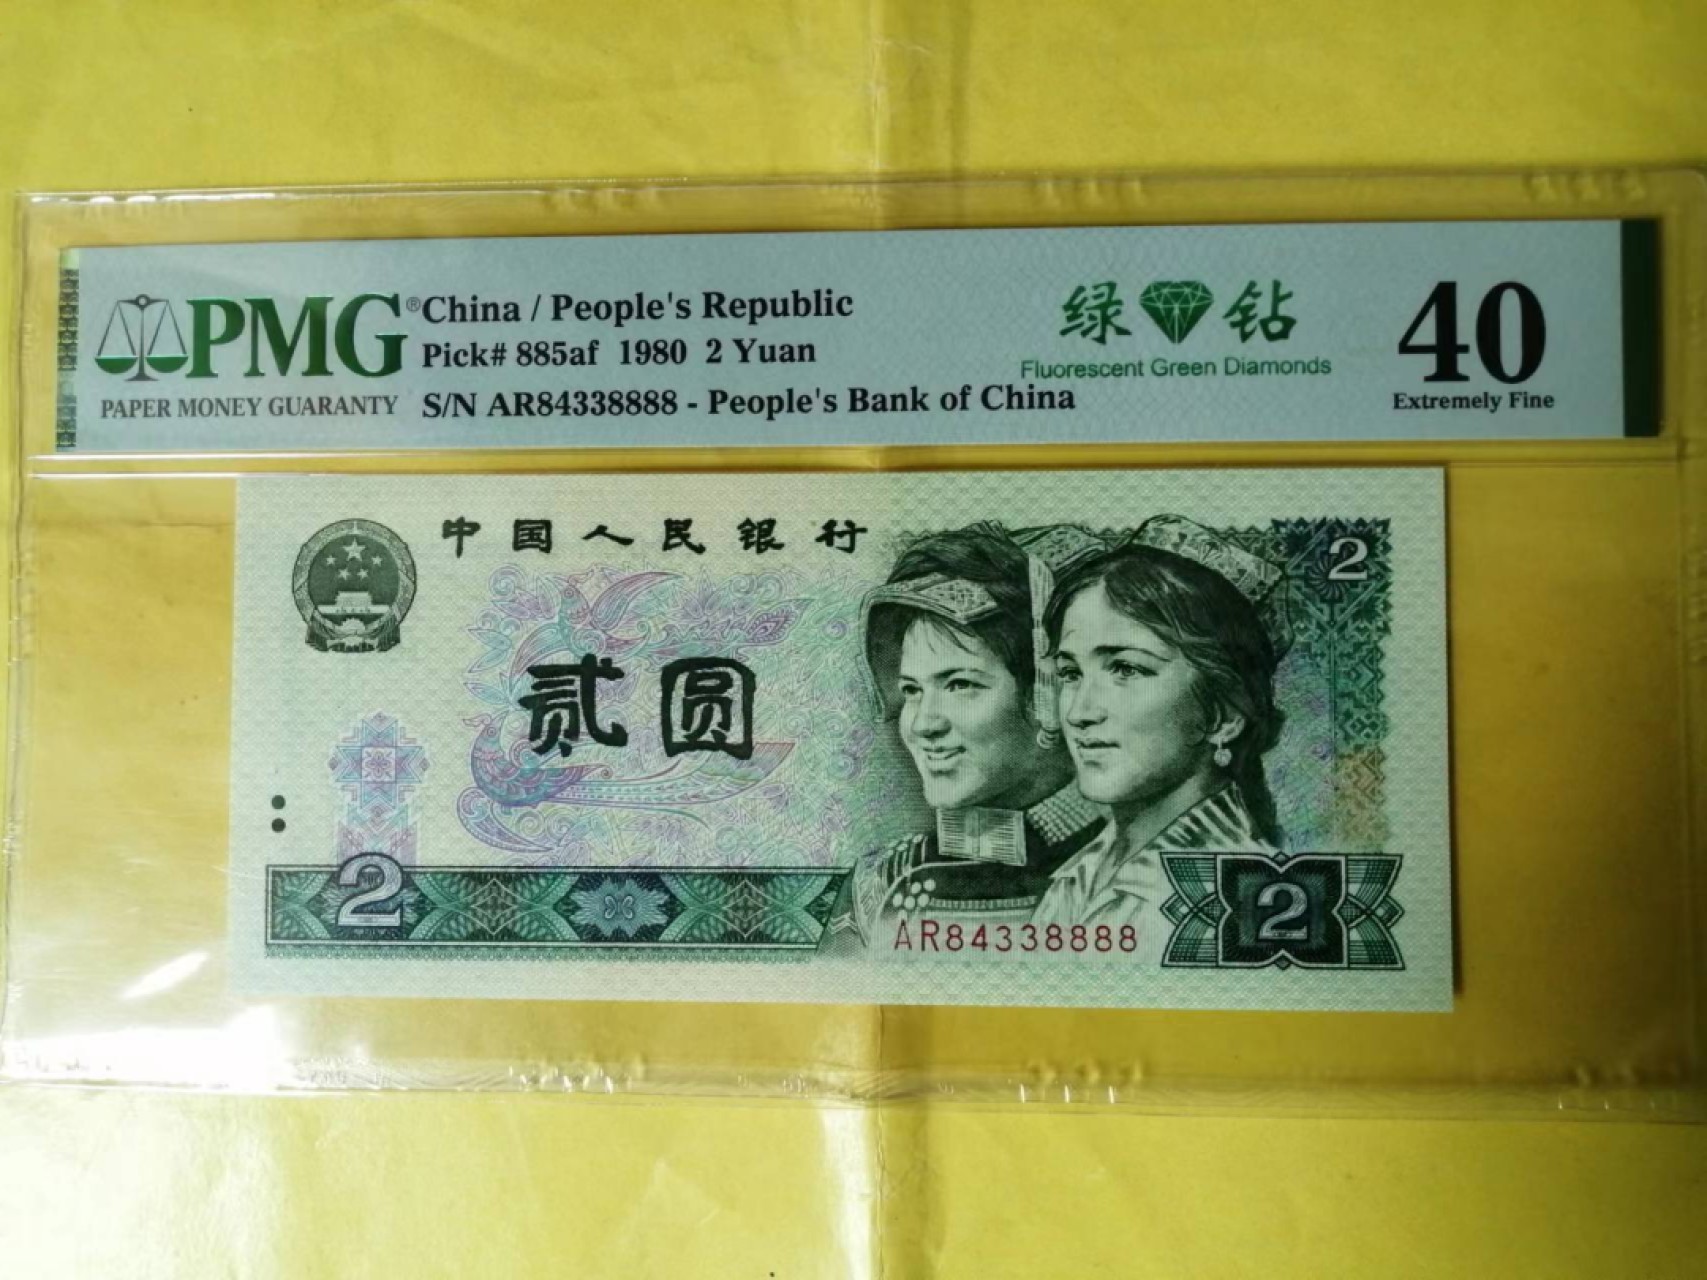 PMG® China / People's Republic
Pick# 885af 1980 2 Yuan
PAPER MONEY GUARANTY S/N AR84338888 - People's Bank of China
绿 钻
Fluorescent Green Diamonds
40
Extremely Fine
中国人民银行
2
贰圆
2
AR84338888
2